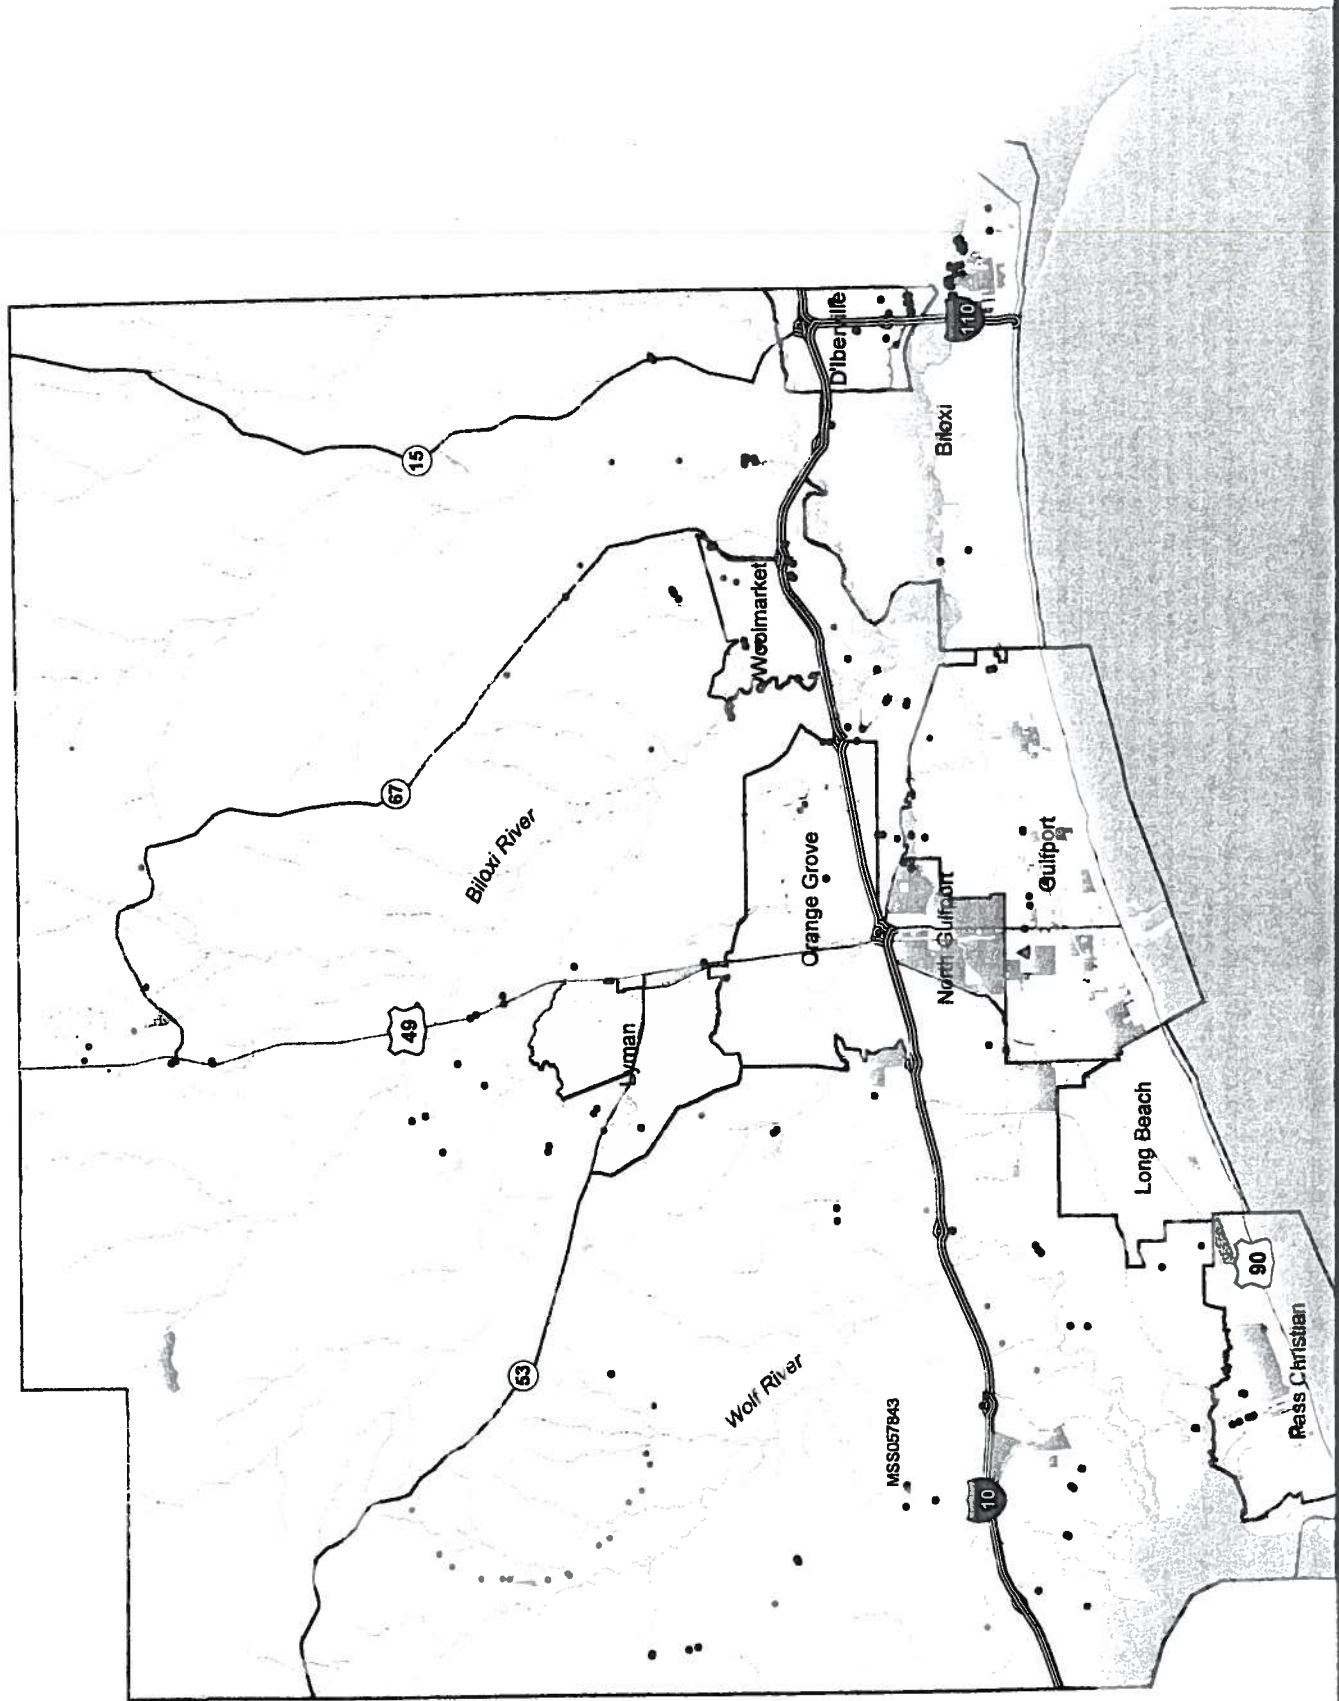 15
67
Biloxi River
49
53
Wolf River
Lyman
Woolmarket
D'Iberville
110
Biloxi
Orange Grove
North Gulfport
Gulfport
MSS057843
10
Long Beach
90
Pass Christian